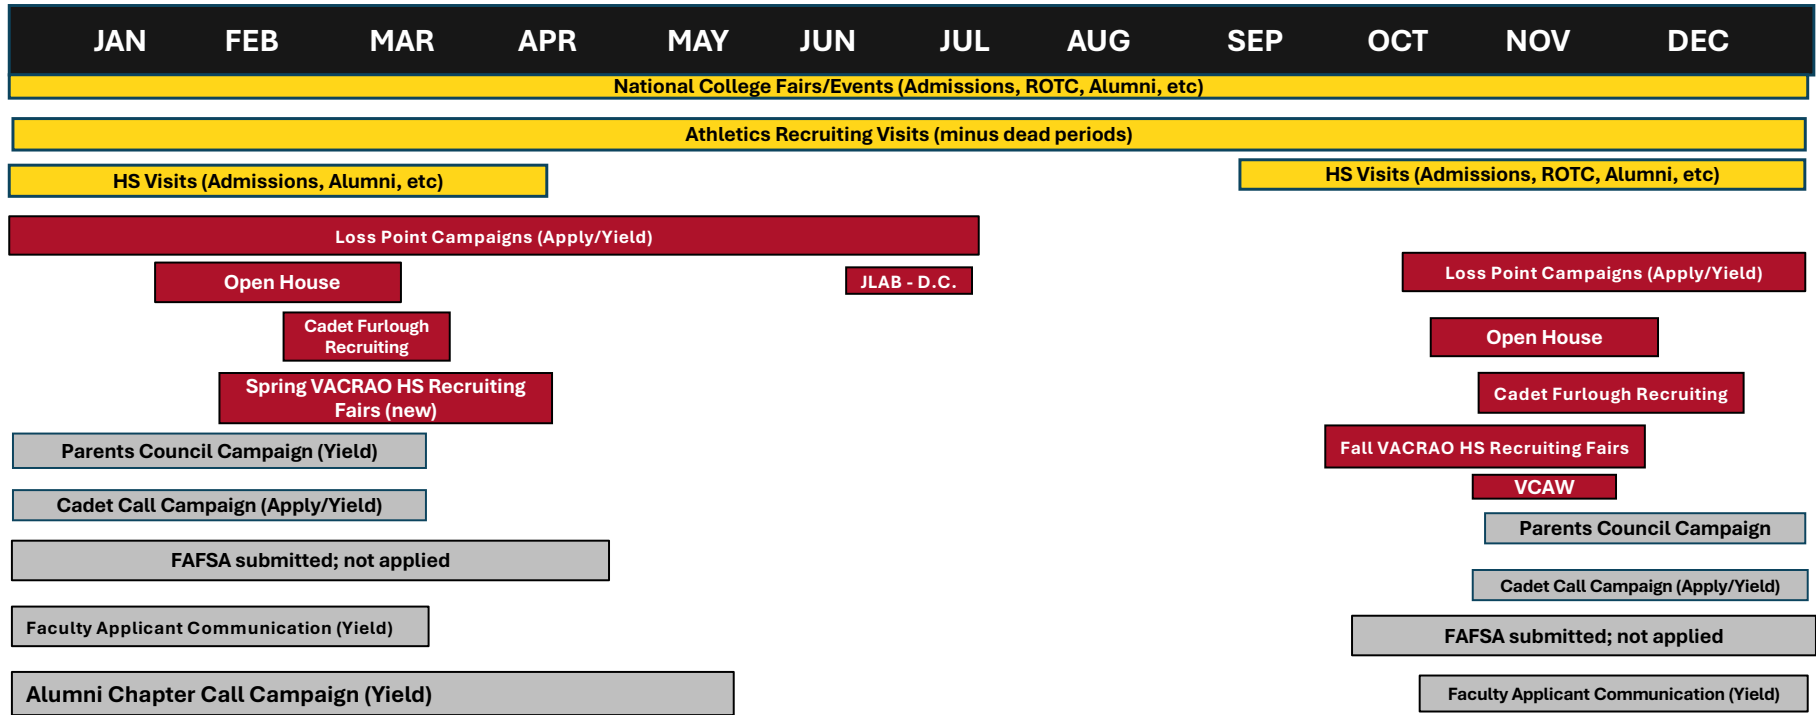 JAN FEB MAR APR MAY JUN JUL AUG SEP OCT NOV DEC
National College Fairs/Events (Admissions, ROTC, Alumni, etc)
Athletics Recruiting Visits (minus dead periods)
HS Visits (Admissions, Alumni, etc)
HS Visits (Admissions, ROTC, Alumni, etc)
Loss Point Campaigns (Apply/Yield)
Loss Point Campaigns (Apply/Yield)
Open House
JLAB - D.C.
Cadet Furlough
Recruiting
Open House
Spring VACRAO HS Recruiting
Fairs (new)
Cadet Furlough Recruiting
Parents Council Campaign (Yield)
Fall VACRAO HS Recruiting Fairs
VCAW
Cadet Call Campaign (Apply/Yield)
Parents Council Campaign
FAFSA submitted; not applied
Cadet Call Campaign (Apply/Yield)
Faculty Applicant Communication (Yield)
FAFSA submitted; not applied
Alumni Chapter Call Campaign (Yield)
Faculty Applicant Communication (Yield)